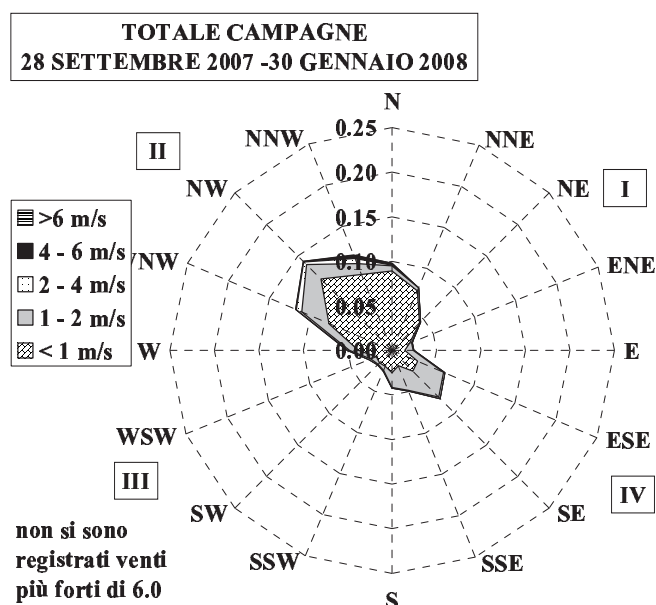 TOTALE CAMPAGNE
28 SETTEMBRE 2007 -30 GENNAIO 2008
N
NNW
NNE
0.25
II
0.20
NW
NE
I
0.15
>6 m/s
4 - 6 m/s
2 - 4 m/s
1 - 2 m/s
< 1 m/s
NW
ENE
0.10
0.05
W
0.00
E
WSW
ESE
III
IV
SW
SE
SSW
SSE
S
non si sono
registrati venti
più forti di 6.0